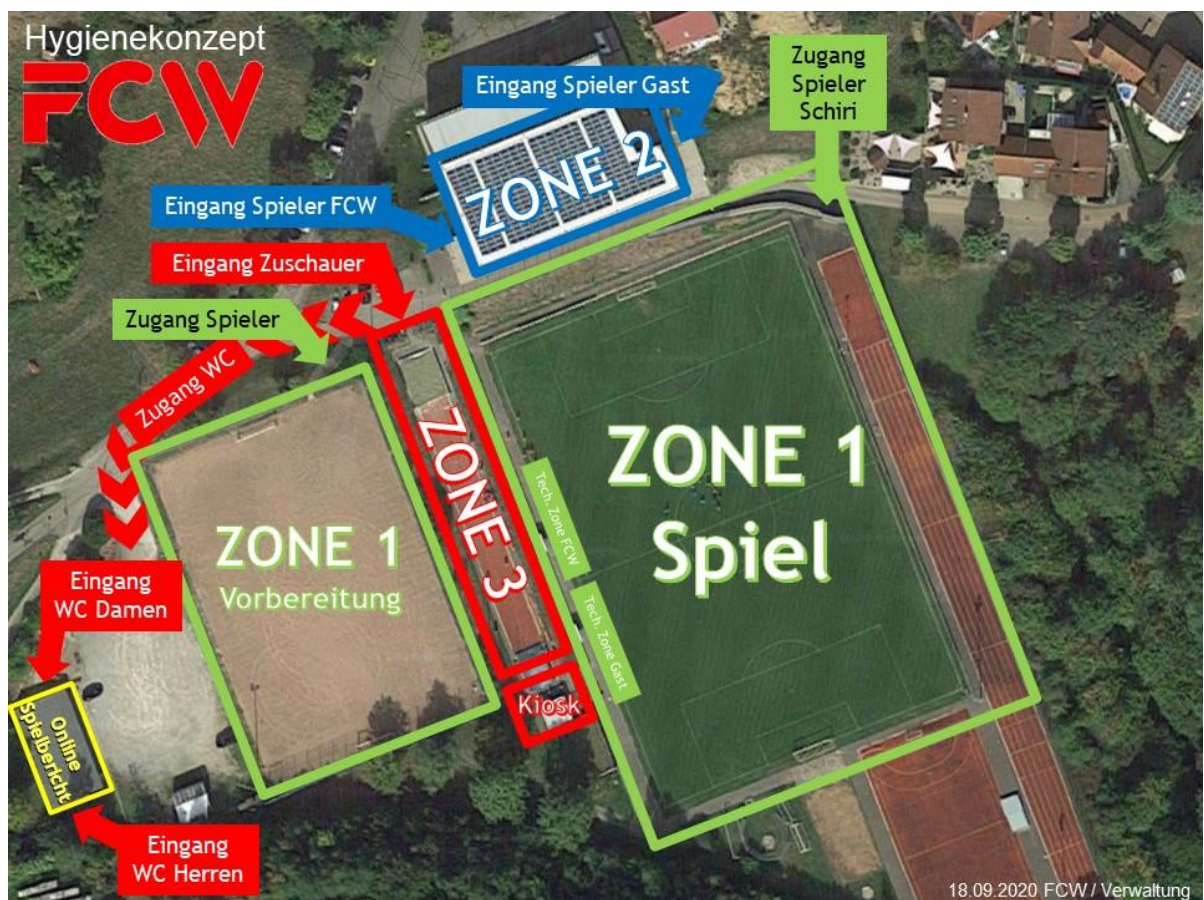 Hygienekonzept
FCW
Eingang Spieler Gast
Zugang
Spieler
Schiri
ZONE 2
Eingang Spieler FCW
Eingang Zuschauer
Zugang Spieler
Zugang WC
ZONE 3
ZONE 1
Spiel
Tech. Zone FCW
Tech. Zone Gast
ZONE 1
Vorbereitung
Eingang
WC Damen
Kiosk
Online
Spielbericht
Eingang
WC Herren
18.09.2020 FCW / Verwaltung